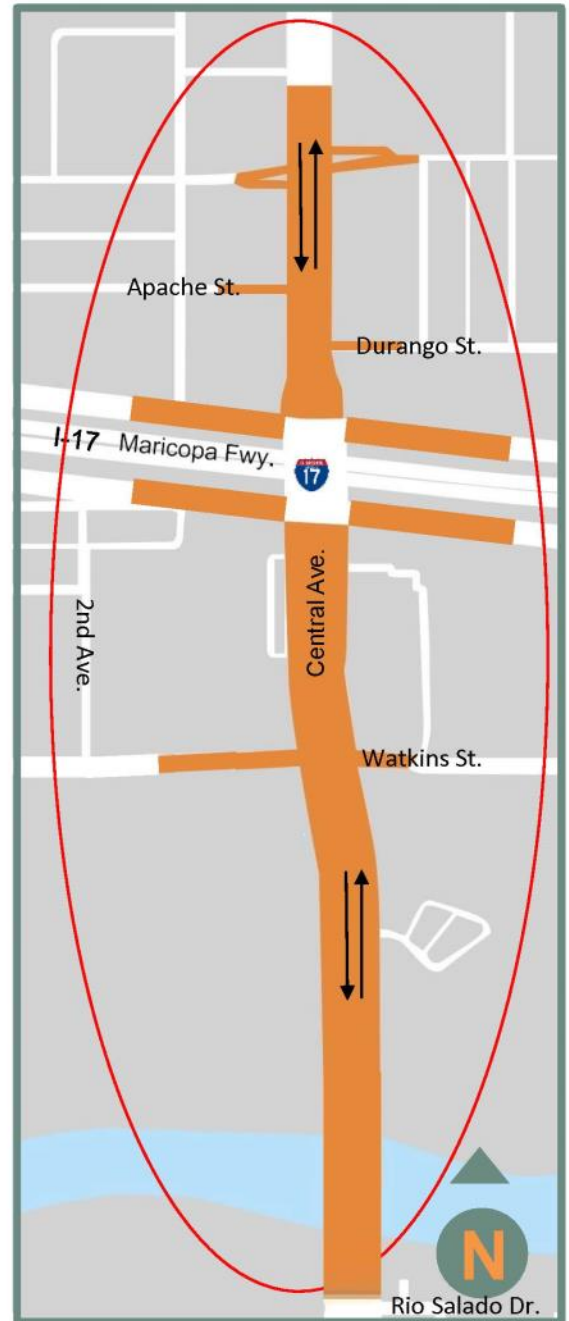 Apache St.
Durango St.
I-17 Maricopa Fwy.
17
Central Ave.
2nd Ave.
Watkins St.
N
Rio Salado Dr.